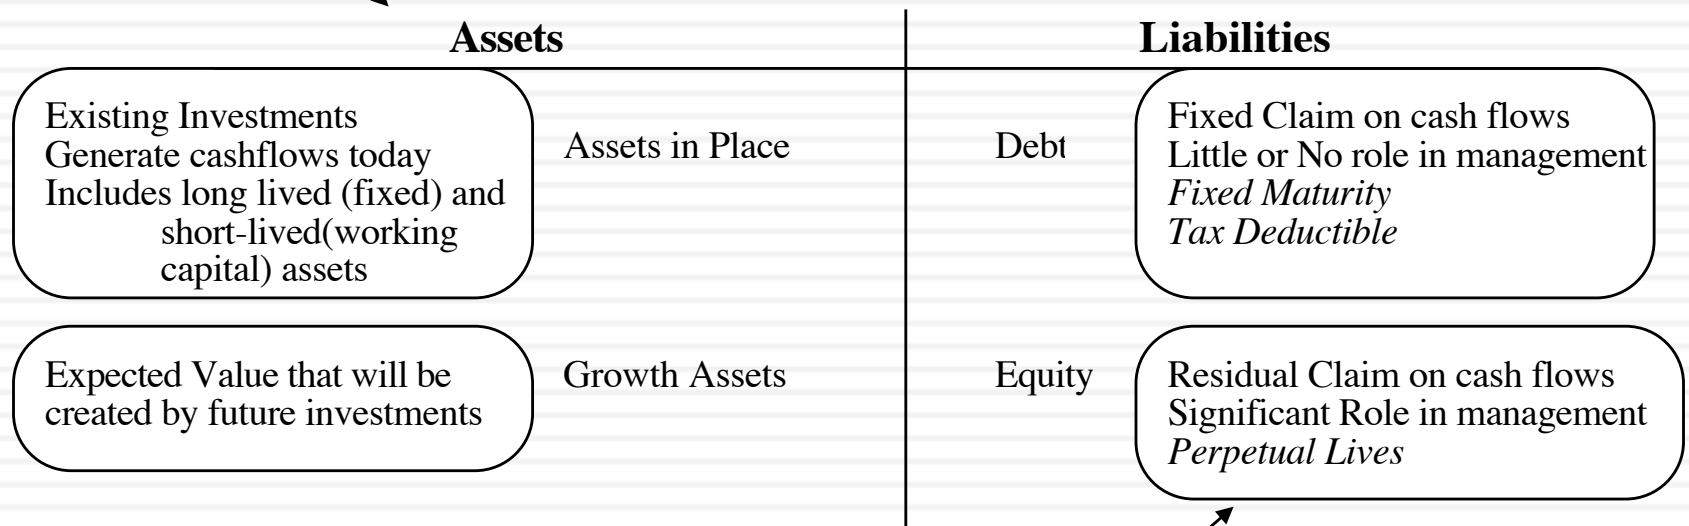 Assets
Liabilities
Existing Investments
Generate cashflows today
Includes long lived (fixed) and
short-lived(working
capital) assets
Assets in Place
Debt
Fixed Claim on cash flows
Little or No role in management
Fixed Maturity
Tax Deductible
Expected Value that will be
created by future investments
Growth Assets
Equity
Residual Claim on cash flows
Significant Role in management
Perpetual Lives